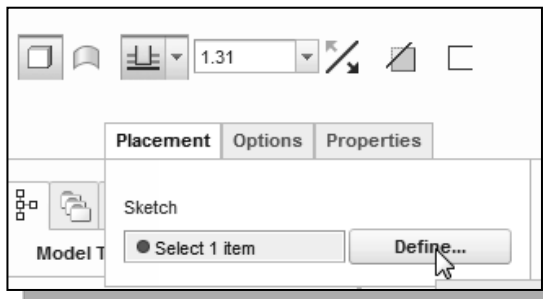 1.31
Placement Options Properties
Sketch
Select 1 item Define...
Model T